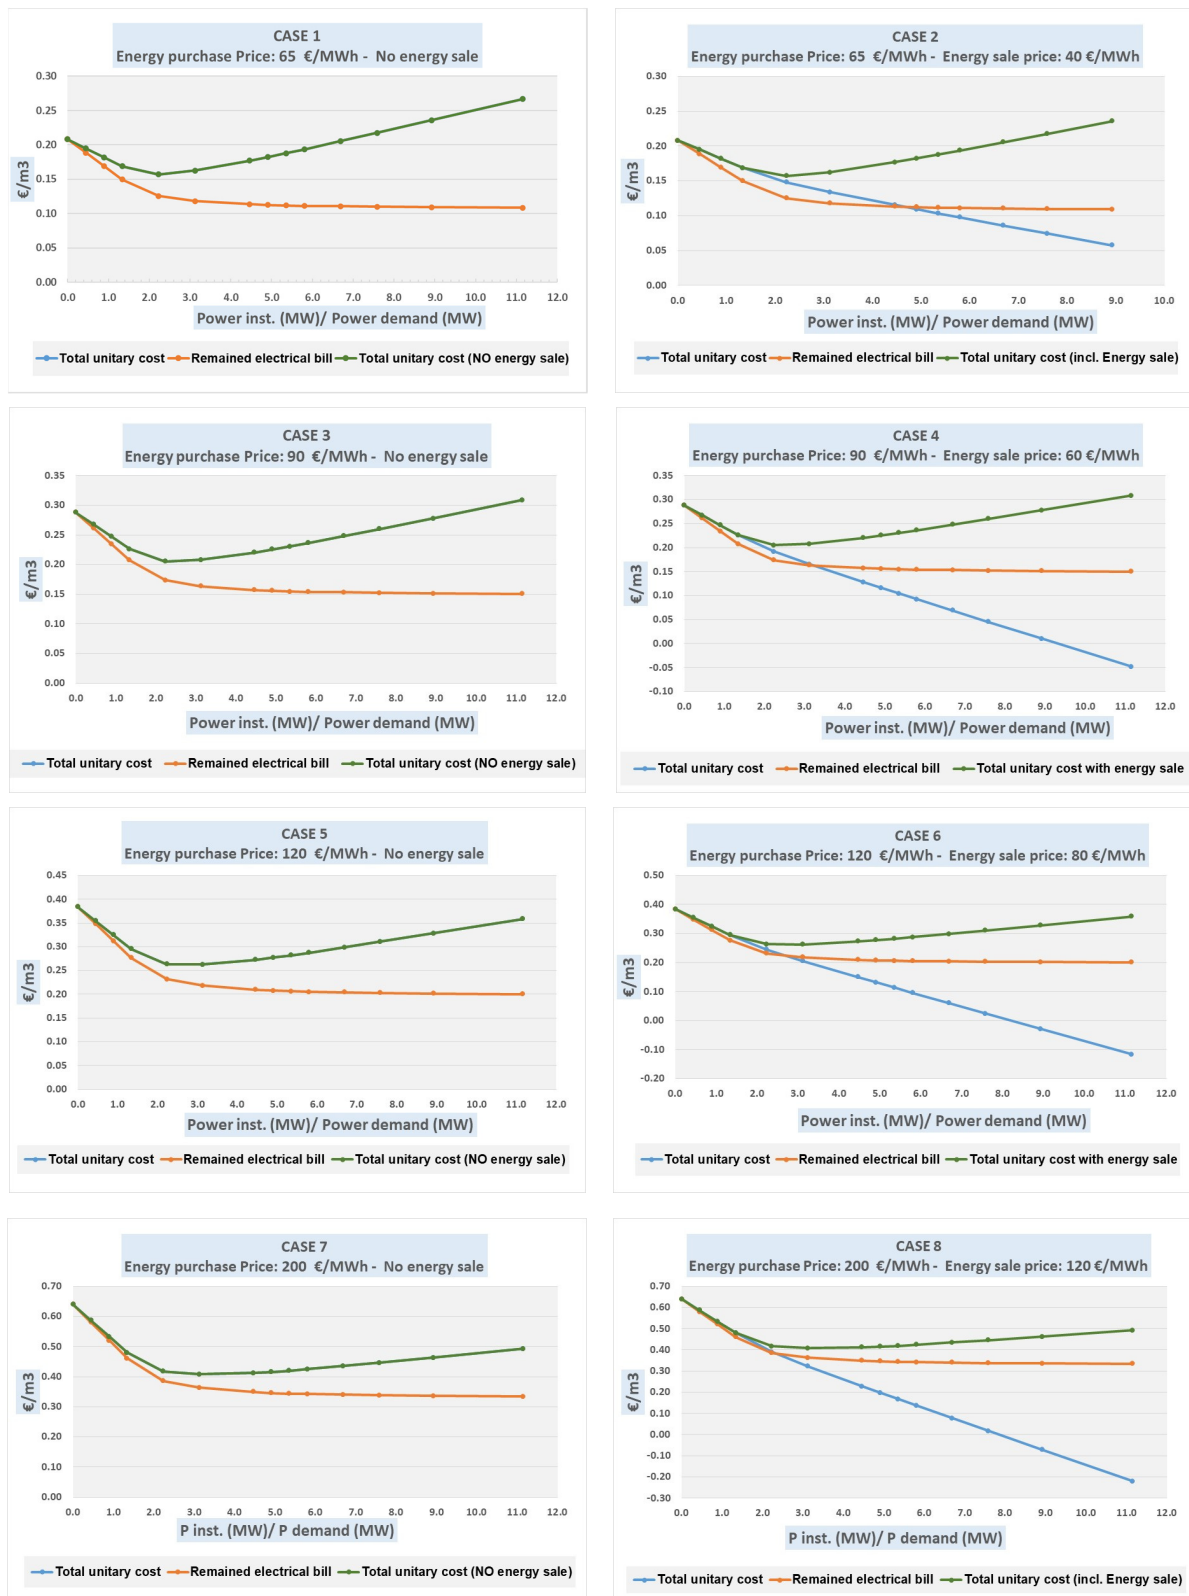 CASE 1
Energy purchase Price: 65 €/MWh - No energy sale
0.30
0.25
0.20
0.15
0.10
0.05
0.00
€/m3
0.0 1.0 2.0 3.0 4.0 5.0 6.0 7.0 8.0 9.0 10.0 11.0 12.0
Power inst. (MW)/ Power demand (MW)
Total unitary cost Remained electrical bill Total unitary cost (NO energy sale)
CASE 2
Energy purchase Price: 65 €/MWh - Energy sale price: 40 €/MWh
0.30
0.25
0.20
0.15
0.10
0.05
0.00
€/m3
0.0 1.0 2.0 3.0 4.0 5.0 6.0 7.0 8.0 9.0 10.0
Power inst. (MW)/ Power demand (MW)
Total unitary cost Remained electrical bill Total unitary cost (incl. Energy sale)
CASE 3
Energy purchase Price: 90 €/MWh - No energy sale
0.35
0.30
0.25
0.20
0.15
0.10
0.05
0.00
€/m3
0.0 1.0 2.0 3.0 4.0 5.0 6.0 7.0 8.0 9.0 10.0 11.0 12.0
Power inst. (MW)/ Power demand (MW)
Total unitary cost Remained electrical bill Total unitary cost (NO energy sale)
CASE 4
Energy purchase Price: 90 €/MWh - Energy sale price: 60 €/MWh
0.35
0.30
0.25
0.20
0.15
0.10
0.05
0.00
-0.05
-0.10
€/m3
0.0 1.0 2.0 3.0 4.0 5.0 6.0 7.0 8.0 9.0 10.0 11.0 12.0
Power inst. (MW)/ Power demand (MW)
Total unitary cost Remained electrical bill Total unitary cost with energy sale
CASE 5
Energy purchase Price: 120 €/MWh - No energy sale
0.45
0.40
0.35
0.30
0.25
0.20
0.15
0.10
0.05
0.00
€/m3
0.0 1.0 2.0 3.0 4.0 5.0 6.0 7.0 8.0 9.0 10.0 11.0 12.0
Power inst. (MW)/ Power demand (MW)
Total unitary cost Remained electrical bill Total unitary cost (NO energy sale)
CASE 6
Energy purchase Price: 120 €/MWh - Energy sale price: 80 €/MWh
0.50
0.40
0.30
0.20
0.10
0.00
-0.10
-0.20
€/m3
0.0 1.0 2.0 3.0 4.0 5.0 6.0 7.0 8.0 9.0 10.0 11.0 12.0
Power inst. (MW)/ Power demand (MW)
Total unitary cost Remained electrical bill Total unitary cost with energy sale
CASE 7
Energy purchase Price: 200 €/MWh - No energy sale
0.70
0.60
0.50
0.40
0.30
0.20
0.10
0.00
€/m3
0.0 1.0 2.0 3.0 4.0 5.0 6.0 7.0 8.0 9.0 10.0 11.0 12.0
P inst. (MW)/ P demand (MW)
Total unitary cost Remained electrical bill Total unitary cost (NO energy sale)
CASE 8
Energy purchase Price: 200 €/MWh - Energy sale price: 120 €/MWh
0.70
0.60
0.50
0.40
0.30
0.20
0.10
0.00
-0.10
-0.20
-0.30
€/m3
0.0 1.0 2.0 3.0 4.0 5.0 6.0 7.0 8.0 9.0 10.0 11.0 12.0
P inst. (MW)/ P demand (MW)
Total unitary cost Remained electrical bill Total unitary cost (incl. Energy sale)